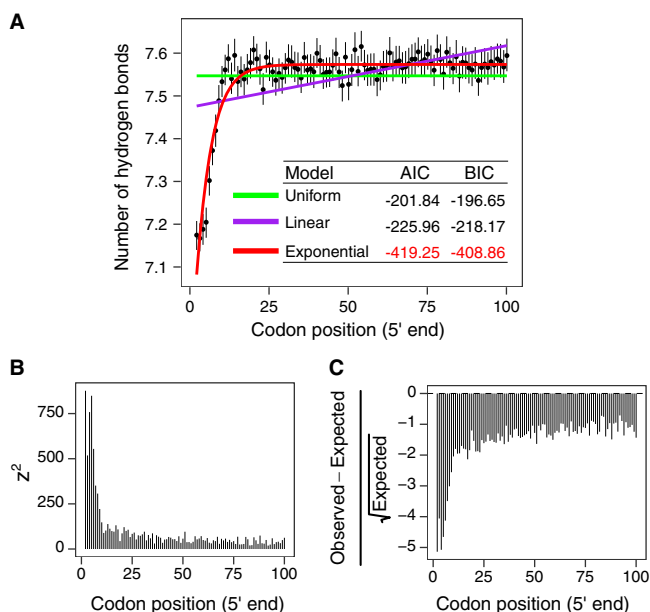 A
Number of hydrogen bonds
7.6
7.5
7.4
7.3
7.2
7.1
Model AIC BIC
Uniform -201.84 -196.65
Linear -225.96 -218.17
Exponential -419.25 -408.86
0 25 50 75 100
Codon position (5' end)
B
z²
750
500
250
0
0 25 50 75 100
Codon position (5' end)
C
Observed – Expected
√Expected
0
−1
−2
−3
−4
−5
0 25 50 75 100
Codon position (5' end)